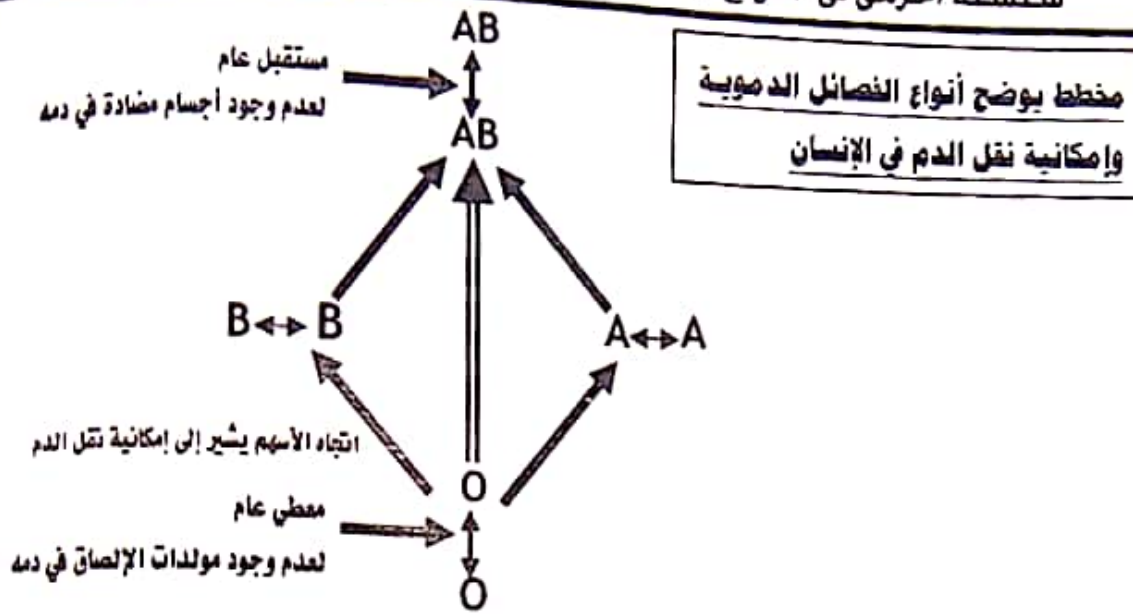 مخطط يوضح أنواع الفصائل الدموية
وإمكانية نقل الدم في الإنسان
AB
مستقبل عام
لعدم وجود أجسام مضادة في دمه
AB
B B
A A
اتجاه الأسهم يشير إلى إمكانية نقل الدم
O
معطي عام
لعدم وجود مولدات الإلصاق في دمه
O